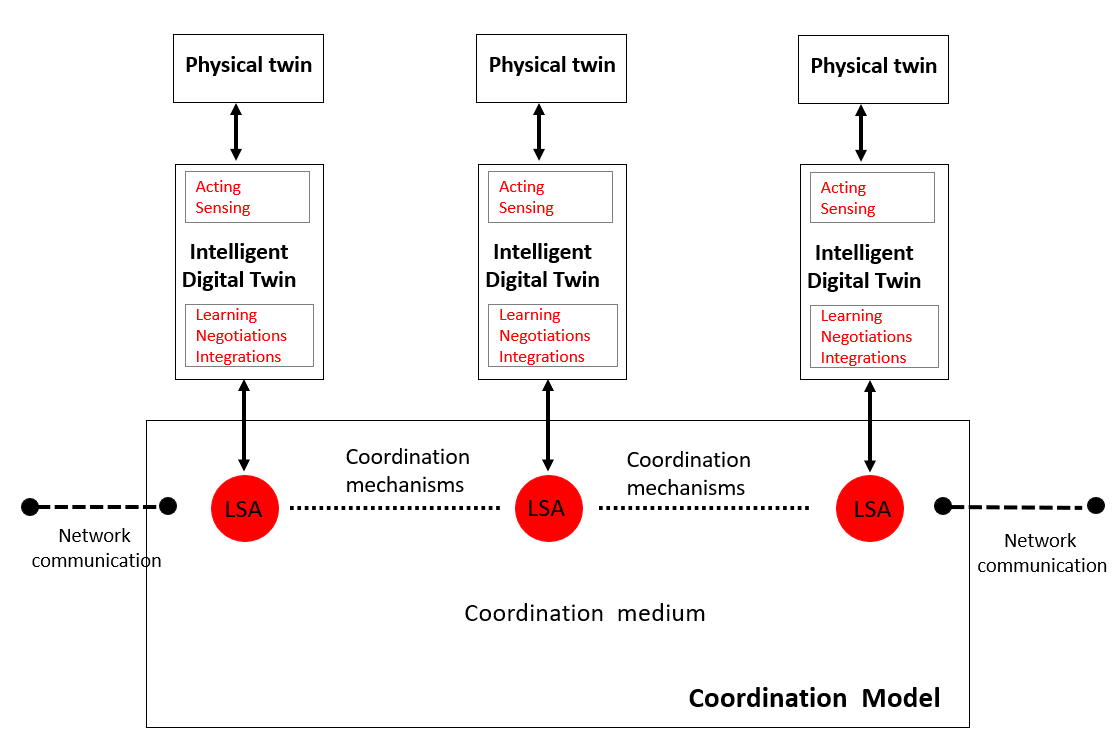 Physical twin
Physical twin
Physical twin
Acting
Sensing
Intelligent
Digital Twin
Learning
Negotiations
Integrations
Acting
Sensing
Intelligent
Digital Twin
Learning
Negotiations
Integrations
Acting
Sensing
Intelligent
Digital Twin
Learning
Negotiations
Integrations
Coordination
mechanisms
Coordination
mechanisms
LSA
LSA
LSA
Network
communication
Network
communication
Coordination medium
Coordination Model